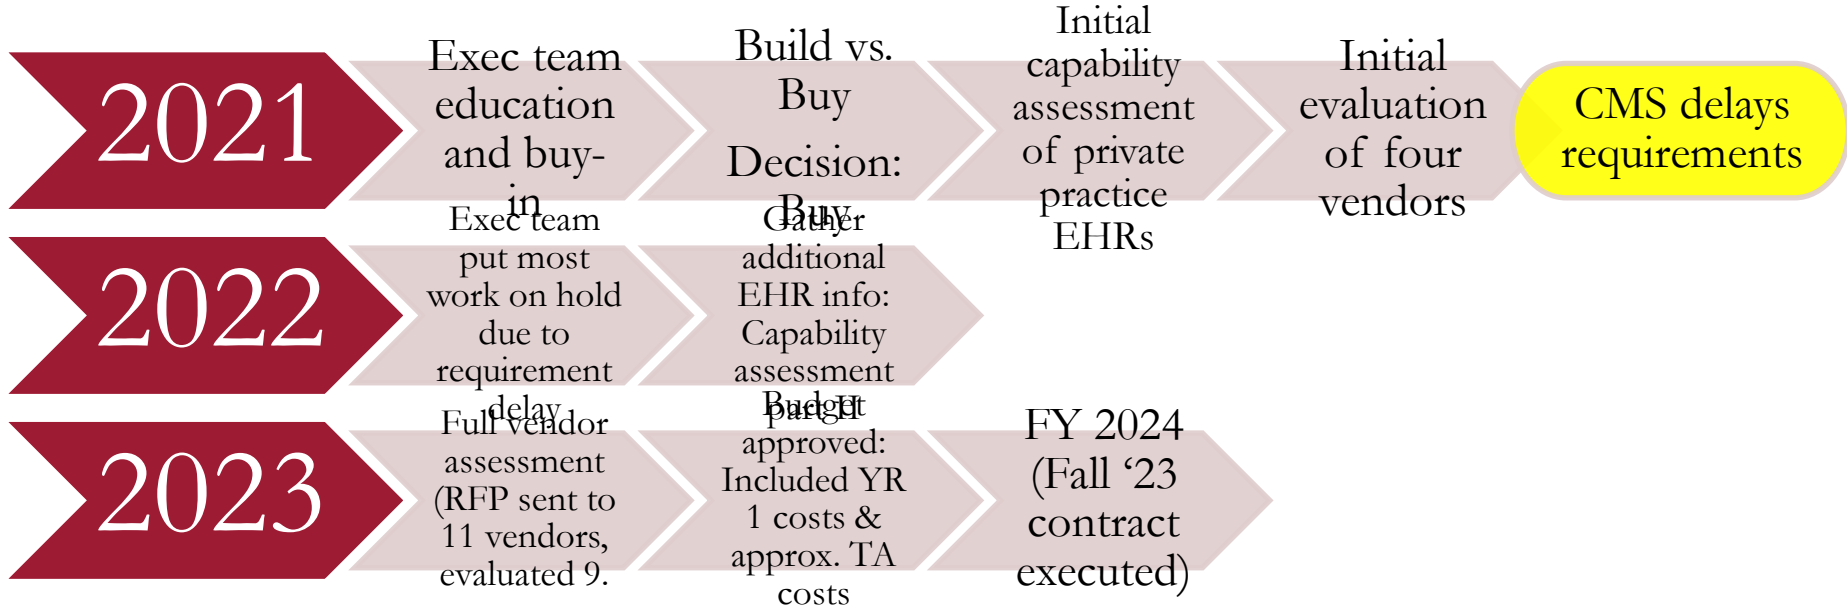 2021
Exec team
education
and buy-
in
Build vs.
Buy
Decision:
Buy
Initial
capability
assessment
of private
practice
EHRs
Initial
evaluation
of four
vendors
CMS delays
requirements
2022
Exec team
put most
work on hold
due to
requirement
delay
Gather
additional
EHR info:
Capability
assessment
part II
2023
Full vendor
assessment
(RFP sent to
11 vendors,
evaluated 9.
Budget
approved:
Included YR
1 costs &
approx. TA
costs
FY 2024
(Fall ‘23
contract
executed)